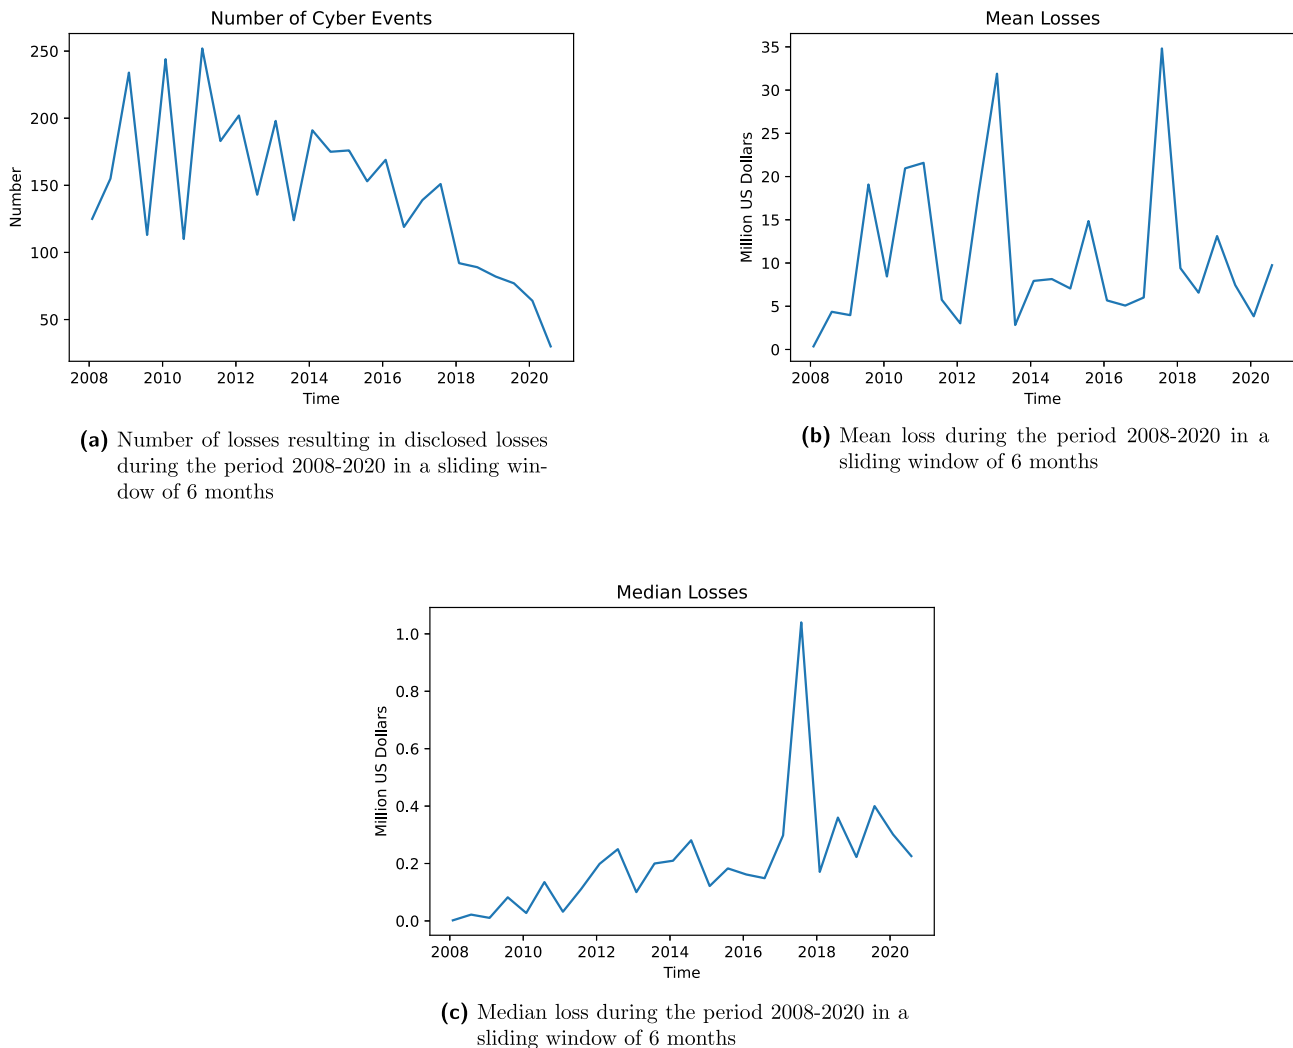 Number of Cyber Events
250
200
150
100
50
Number
2008 2010 2012 2014 2016 2018 2020
Time
(a) Number of losses resulting in disclosed losses
during the period 2008-2020 in a sliding win-
dow of 6 months
Mean Losses
35
30
25
20
15
10
5
0
Million US Dollars
2008 2010 2012 2014 2016 2018 2020
Time
(b) Mean loss during the period 2008-2020 in a
sliding window of 6 months
Median Losses
1.0
0.8
0.6
0.4
0.2
0.0
Million US Dollars
2008 2010 2012 2014 2016 2018 2020
Time
(c) Median loss during the period 2008-2020 in a
sliding window of 6 months